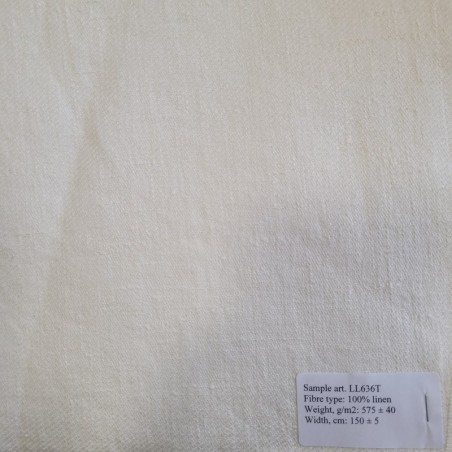 Sample art. LL636T
Fibre type: 100% linen
Weight, g/m2: 575 ± 40
Width, cm: 150 ± 5